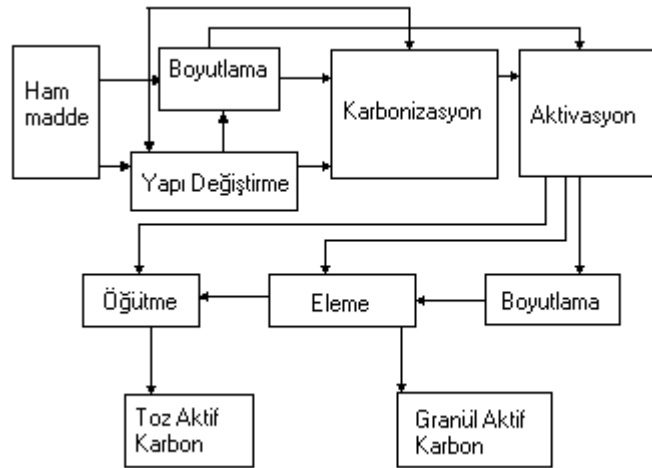 Ham
madde
Boyutlama
Yapı Değiştirme
Karbonizasyon
Aktivasyon
Öğütme
Eleme
Boyutlama
Toz Aktif
Karbon
Granül Aktif
Karbon